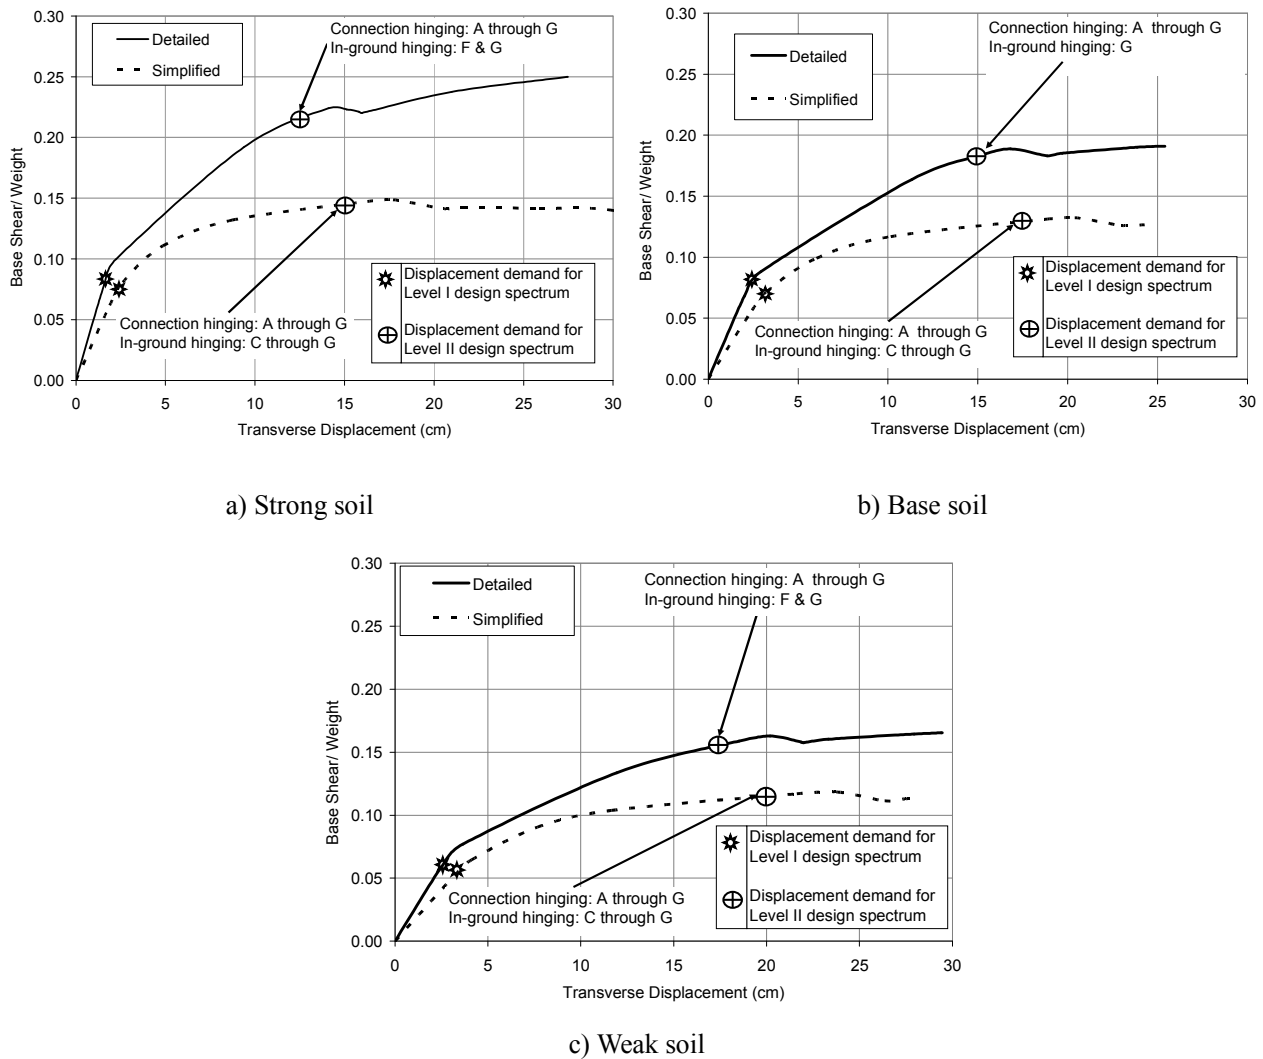 0.30
0.25
0.20
0.15
0.10
0.05
0.00
Base Shear/ Weight
Detailed
Simplified
Connection hinging: A through G
In-ground hinging: F & G
Displacement demand for
Level I design spectrum
Displacement demand for
Level II design spectrum
Connection hinging: A through G
In-ground hinging: C through G
0 5 10 15 20 25 30
Transverse Displacement (cm)
a) Strong soil
0.30
0.25
0.20
0.15
0.10
0.05
0.00
Base Shear/ Weight
Detailed
Simplified
Connection hinging: A through G
In-ground hinging: G
Displacement demand for
Level I design spectrum
Displacement demand for
Level II design spectrum
Connection hinging: A through G
In-ground hinging: C through G
0 5 10 15 20 25 30
Transverse Displacement (cm)
b) Base soil
0.30
0.25
0.20
0.15
0.10
0.05
0.00
Base Shear/ Weight
Detailed
Simplified
Connection hinging: A through G
In-ground hinging: F & G
Displacement demand for
Level I design spectrum
Displacement demand for
Level II design spectrum
Connection hinging: A through G
In-ground hinging: C through G
0 5 10 15 20 25 30
Transverse Displacement (cm)
c) Weak soil